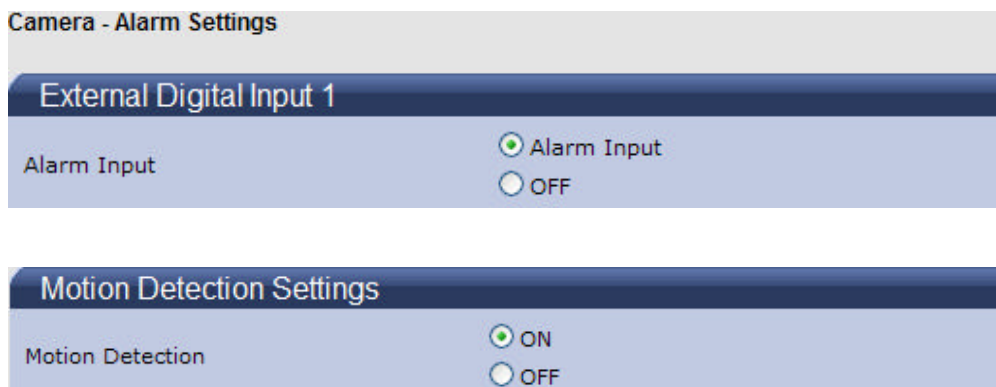 Camera - Alarm Settings
External Digital Input 1
Alarm Input
Alarm Input
OFF
Motion Detection Settings
Motion Detection
ON
OFF